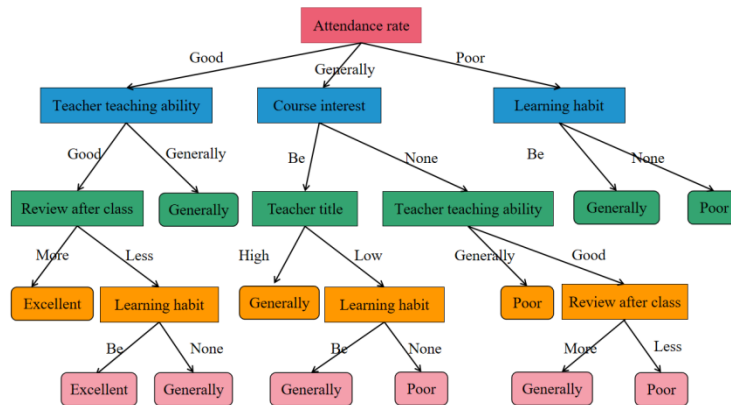 Attendance rate
Good
Generally
Poor
Teacher teaching ability
Course interest
Learning habit
Good
Generally
Be
None
Be
None
Review after class
Generally
Teacher title
Teacher teaching ability
Generally
Poor
More
Less
High
Low
Generally
Good
Excellent
Learning habit
Generally
Learning habit
Poor
Review after class
Be
None
Be
None
More
Less
Excellent
Generally
Generally
Poor
Generally
Poor